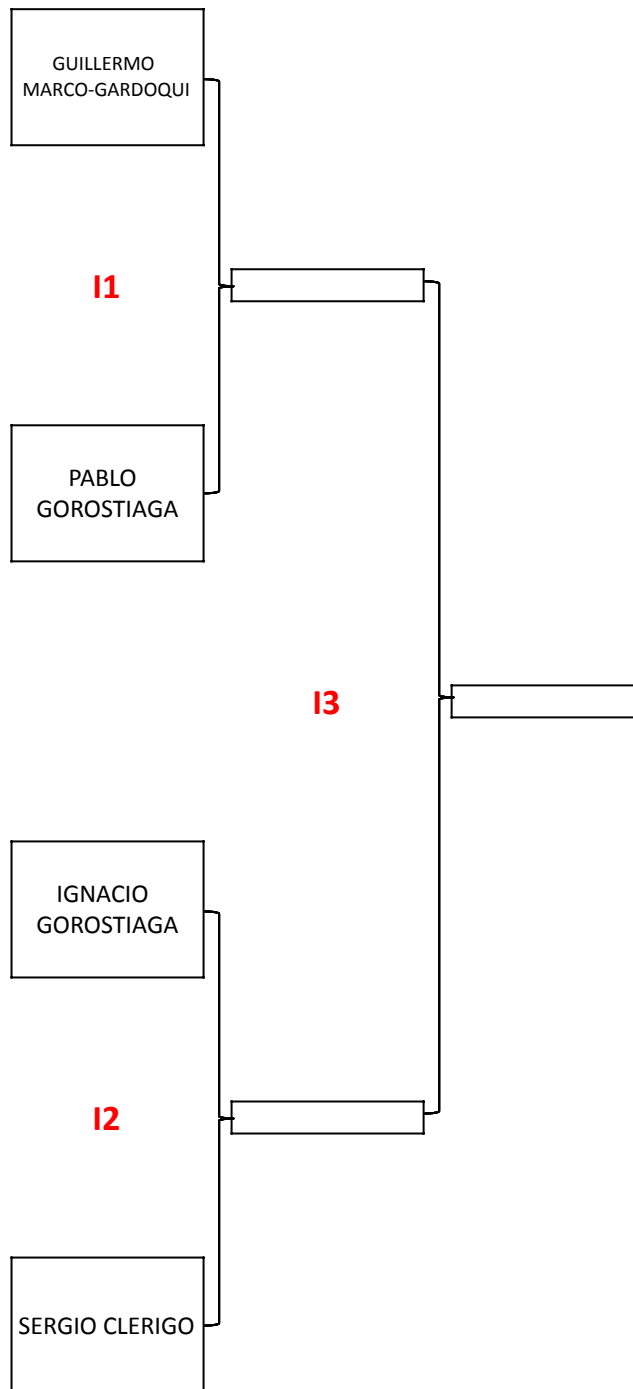 GUILLERMO
MARCO-GARDOQUI
I1
PABLO
GOROSTIAGA
I3
IGNACIO
GOROSTIAGA
I2
SERGIO CLERIGO